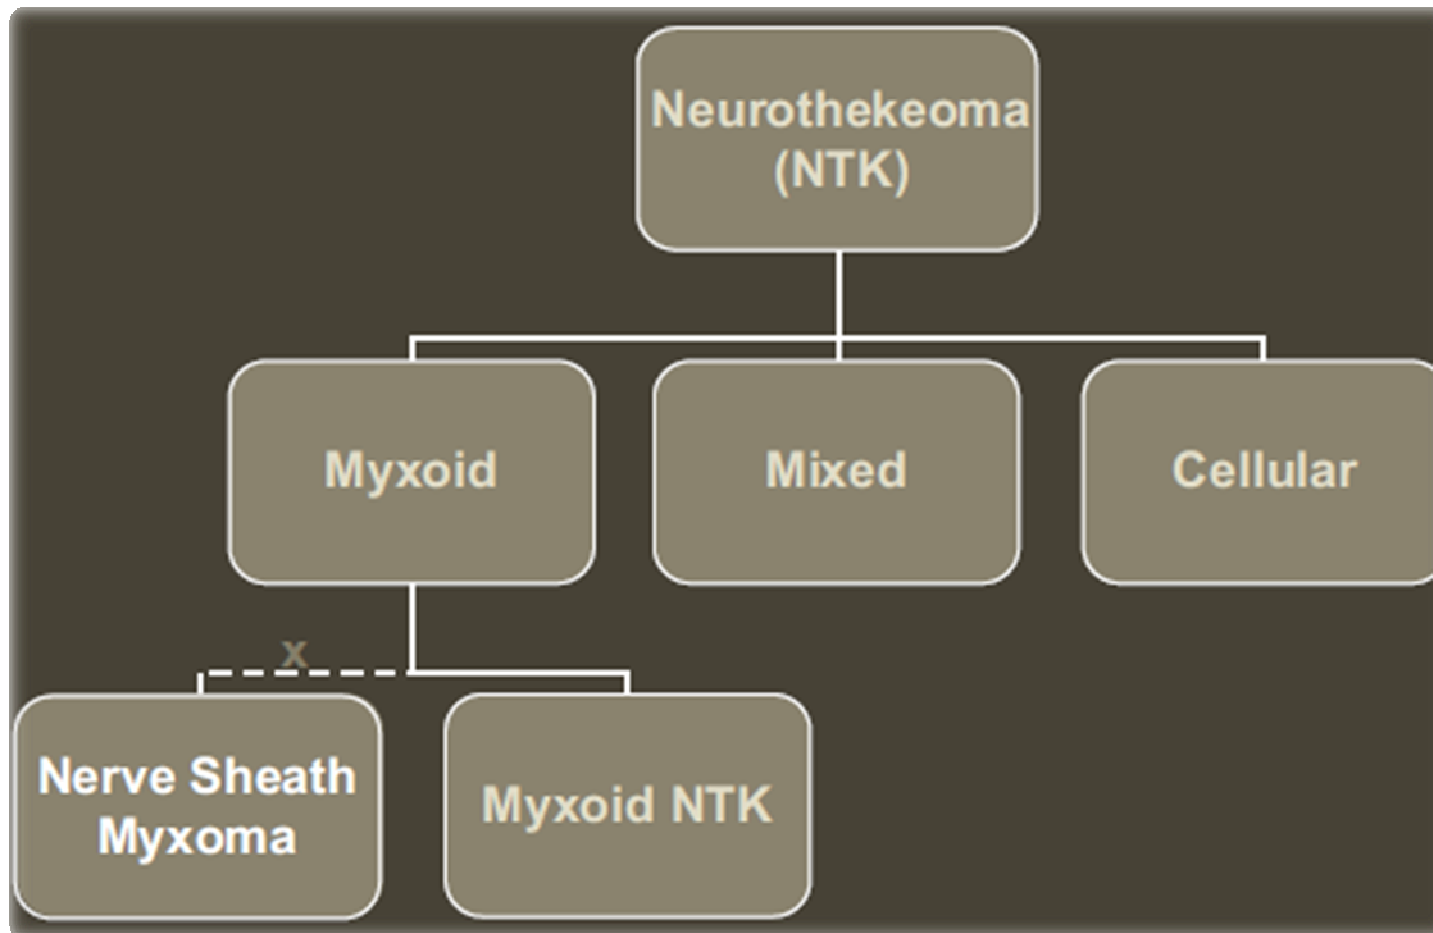 Neurothekeoma
(NTK)
Myxoid
Mixed
Cellular
x
Nerve Sheath
Myxoma
Myxoid NTK